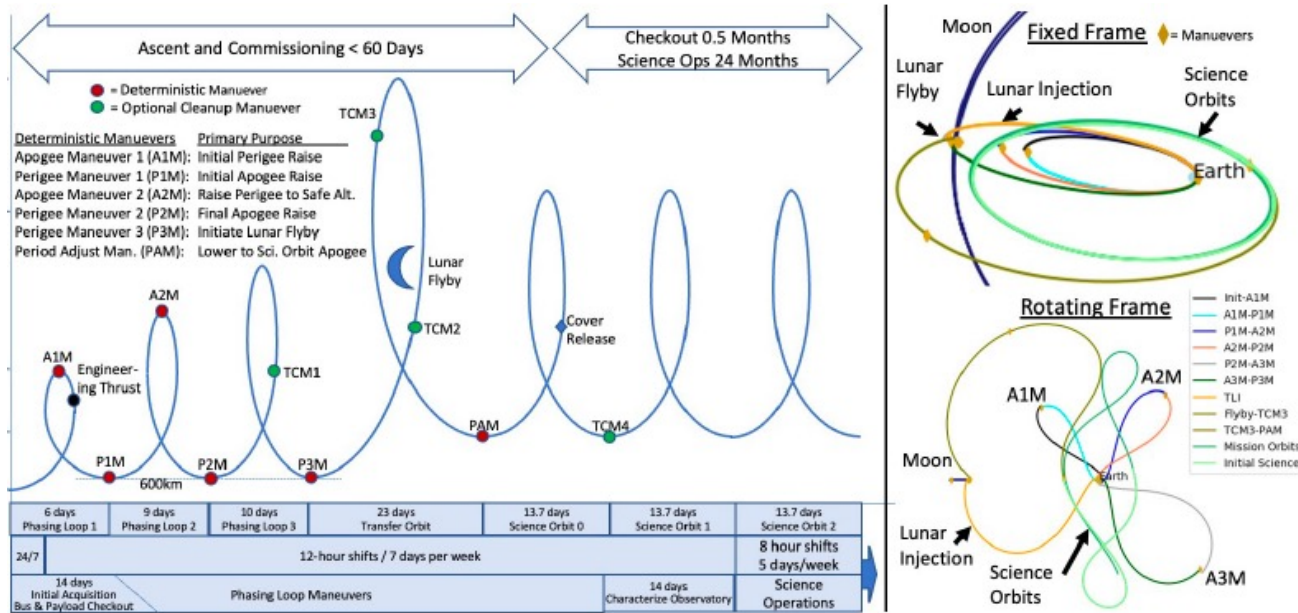 Ascent and Commissioning < 60 Days
Checkout 0.5 Months
Science Ops 24 Months
= Deterministic Manuever
= Optional Cleanup Manuever
Deterministic Manuevers Primary Purpose
Apogee Maneuver 1 (A1M): Initial Perigee Raise
Perigee Maneuver 1 (P1M): Initial Apogee Raise
Apogee Maneuver 2 (A2M): Raise Perigee to Safe Alt.
Perigee Maneuver 2 (P2M): Final Apogee Raise
Perigee Maneuver 3 (P3M): Initiate Lunar Flyby
Period Adjust Man. (PAM): Lower to Sci. Orbit Apogee
TCM3
Lunar
Flyby
A2M
TCM2
Cover
Release
A1M
Engineer-
ing Thrust
TCM1
PAM
TCM4
P1M
P2M
P3M
600km
6 days
Phasing Loop 1
9 days
Phasing Loop 2
10 days
Phasing Loop 3
23 days
Transfer Orbit
13.7 days
Science Orbit 0
13.7 days
Science Orbit 1
13.7 days
Science Orbit 2
24/7
12-hour shifts / 7 days per week
8 hour shifts
5 days/week
14 days
Initial Acquisition
Bus & Payload Checkout
Phasing Loop Maneuvers
14 days
Characterize Observatory
Science
Operations
Moon
Fixed Frame
= Manuevers
Lunar
Flyby
Lunar Injection
Science
Orbits
Earth
Rotating Frame
Init-A1M
A1M-P1M
P1M-A2M
A2M-P2M
P2M-A3M
A3M-P3M
TLI
Flyby-TCM3
TCM3-PAM
Mission Orbits
Initial Science
A1M
A2M
Moon
Earth
Lunar
Injection
Science
Orbits
A3M